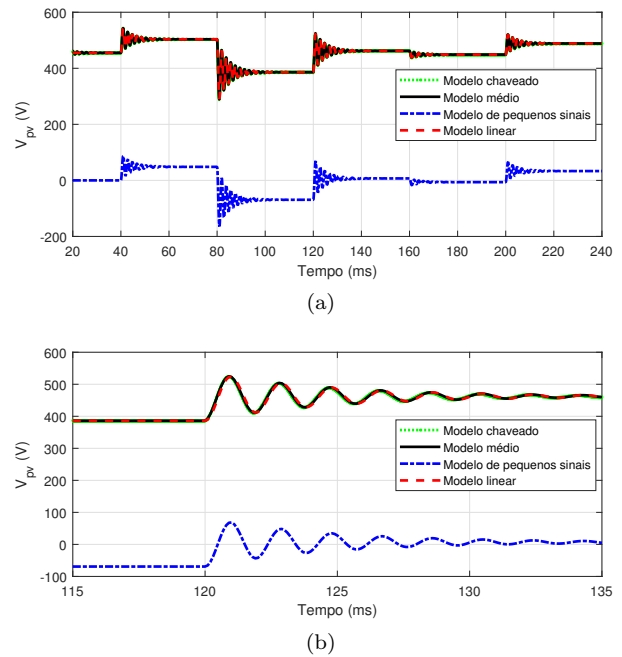 600
400
200
0
-200
V_pv (V)
Modelo chaveado
Modelo médio
Modelo de pequenos sinais
Modelo linear
20 40 60 80 100 120 140 160 180 200 220 240
Tempo (ms)
(a)
600
500
400
300
200
100
0
-100
V_pv (V)
Modelo chaveado
Modelo médio
Modelo de pequenos sinais
Modelo linear
115 120 125 130 135
Tempo (ms)
(b)